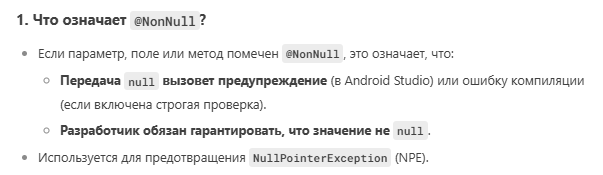 1. Что означает @NonNull?
Если параметр, поле или метод помечен @NonNull, это означает, что:
Передача null вызовет предупреждение (в Android Studio) или ошибку компиляции
(если включена строгая проверка).
Разработчик обязан гарантировать, что значение не null.
Используется для предотвращения NullPointerException (NPE).